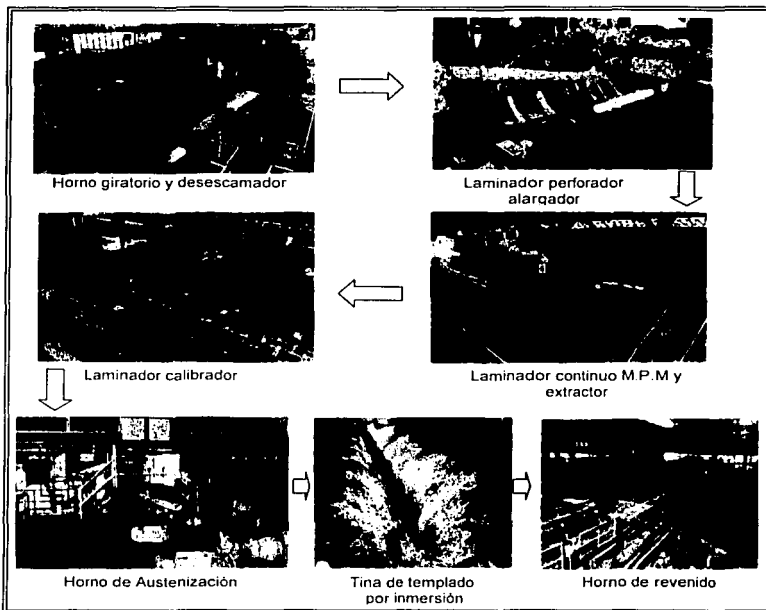 Horno giratorio y desescamador
Laminador perforador
alargador
Laminador calibrador
Laminador continuo M.P.M y
extractor
Horno de Austenización
Tina de templado
por inmersión
Horno de revenido